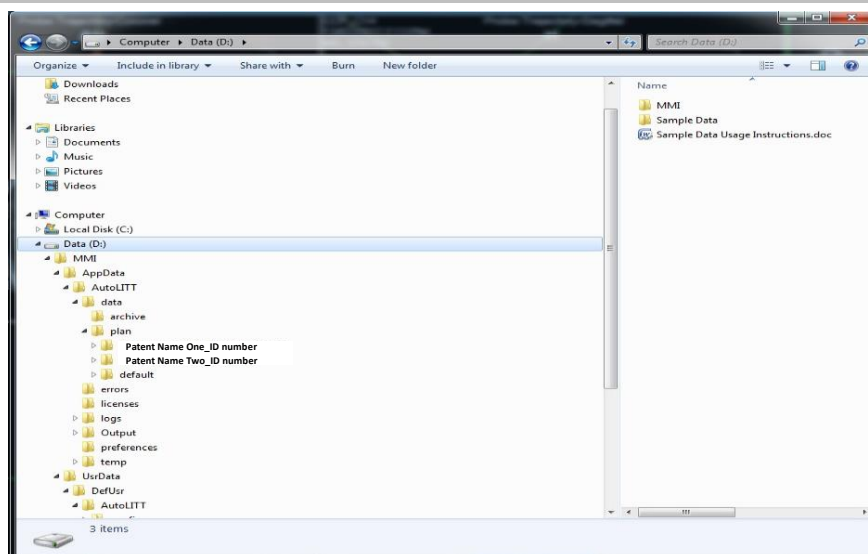 Computer ▸ Data (D:) ▸
Search Data (D:)
Organize ▾ Include in library ▾ Share with ▾ Burn New folder
Downloads
Recent Places
Libraries
Documents
Music
Pictures
Videos
Computer
Local Disk (C:)
Data (D:)
MMI
AppData
AutoLITT
data
archive
plan
Patent Name One_ID number
Patent Name Two_ID number
default
errors
licenses
logs
Output
preferences
temp
UsrData
DefUsr
AutoLITT
Name
MMI
Sample Data
Sample Data Usage Instructions.doc
3 items